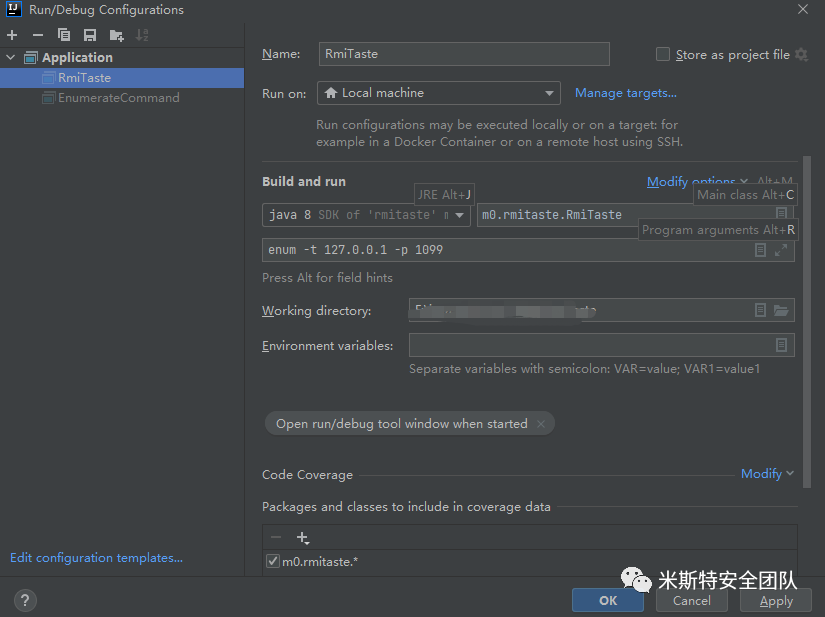 Run/Debug Configurations
Application
RmiTaste
EnumerateCommand
Name:
RmiTaste
Store as project file
Run on:
Local machine
Manage targets...
Run configurations may be executed locally or on a target: for
example in a Docker Container or on a remote host using SSH.
Build and run
Modify options
Alt+M
JRE Alt+J
Main class Alt+C
java 8 SDK of 'rmitaste'
m0.rmitaste.RmiTaste
Program arguments Alt+R
enum -t 127.0.0.1 -p 1099
Press Alt for field hints
Working directory:
Environment variables:
Separate variables with semicolon: VAR=value; VAR1=value1
Open run/debug tool window when started
Code Coverage
Modify
Packages and classes to include in coverage data
m0.rmitaste.*
Edit configuration templates...
米斯特安全团队
?
OK
Cancel
Apply